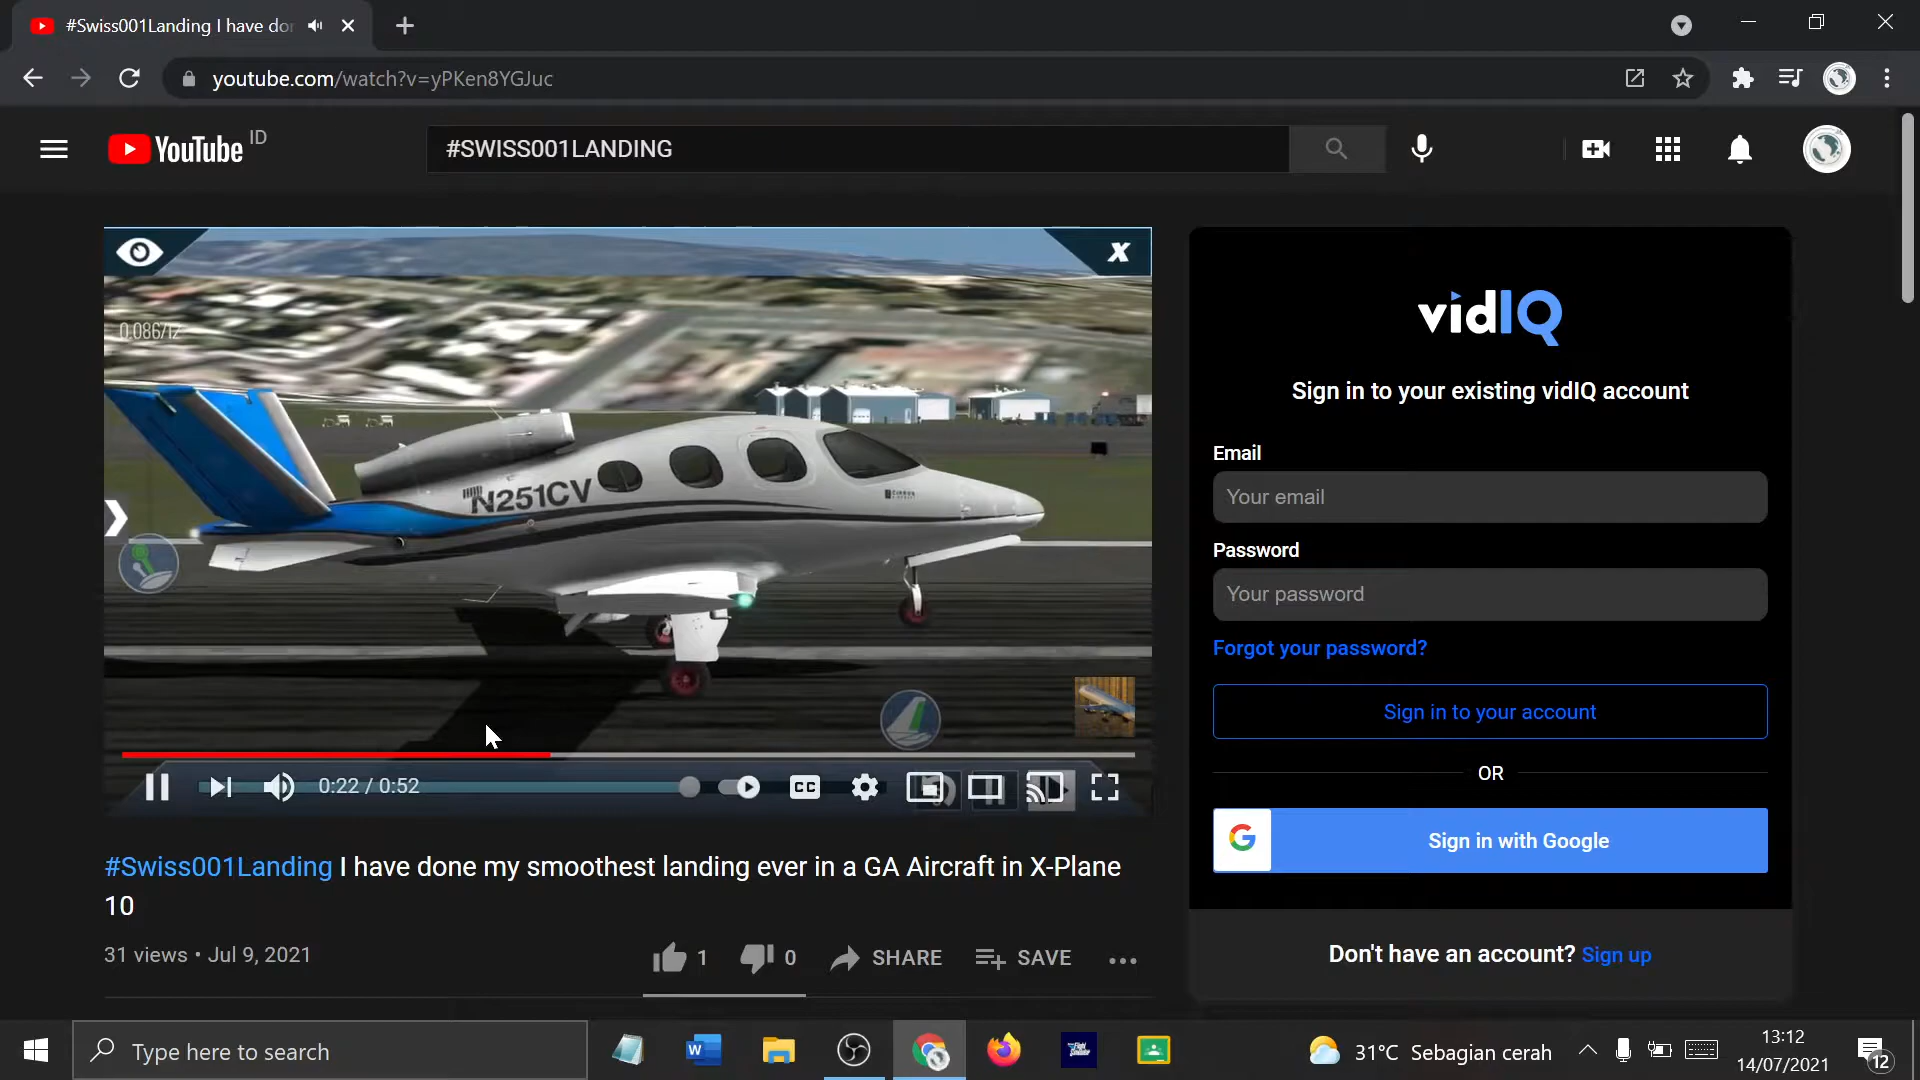 #Swiss001Landing I have do
youtube.com/watch?v=yPKen8YGJuc
YouTube ID
#SWISS001LANDING
x
0.086/12
N251CV
0:22 / 0:52
CC
#Swiss001Landing I have done my smoothest landing ever in a GA Aircraft in X-Plane
10
31 views • Jul 9, 2021
1
0
SHARE
SAVE
vidIQ
Sign in to your existing vidIQ account
Email
Your email
Password
Your password
Forgot your password?
Sign in to your account
OR
G
Sign in with Google
Don't have an account? Sign up
Type here to search
W
31°C Sebagian cerah
13:12
14/07/2021
12